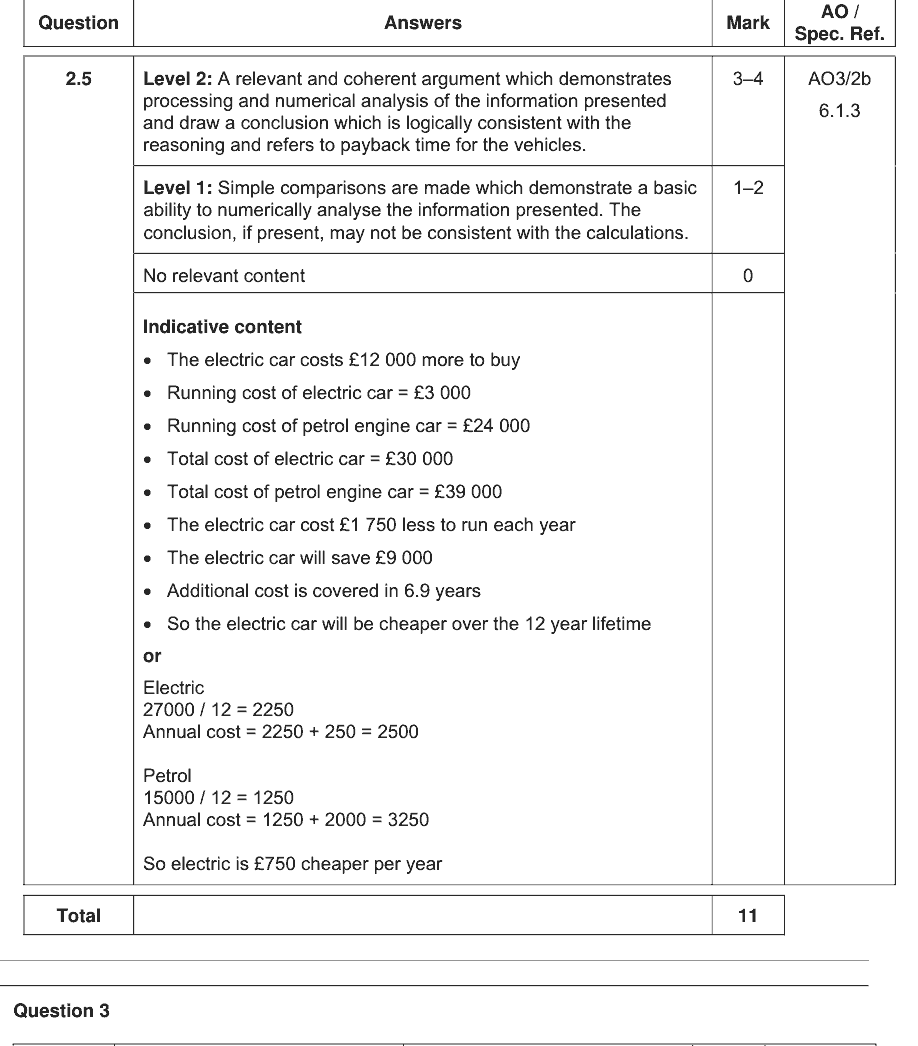 Question Answers Mark AO /
Spec. Ref.
2.5 Level 2: A relevant and coherent argument which demonstrates 3–4 AO3/2b
processing and numerical analysis of the information presented 6.1.3
and draw a conclusion which is logically consistent with the
reasoning and refers to payback time for the vehicles.
Level 1: Simple comparisons are made which demonstrate a basic 1–2
ability to numerically analyse the information presented. The
conclusion, if present, may not be consistent with the calculations.
No relevant content 0
Indicative content
• The electric car costs £12 000 more to buy
• Running cost of electric car = £3 000
• Running cost of petrol engine car = £24 000
• Total cost of electric car = £30 000
• Total cost of petrol engine car = £39 000
• The electric car cost £1 750 less to run each year
• The electric car will save £9 000
• Additional cost is covered in 6.9 years
• So the electric car will be cheaper over the 12 year lifetime
or
Electric
27000 / 12 = 2250
Annual cost = 2250 + 250 = 2500
Petrol
15000 / 12 = 1250
Annual cost = 1250 + 2000 = 3250
So electric is £750 cheaper per year
Total 11
Question 3